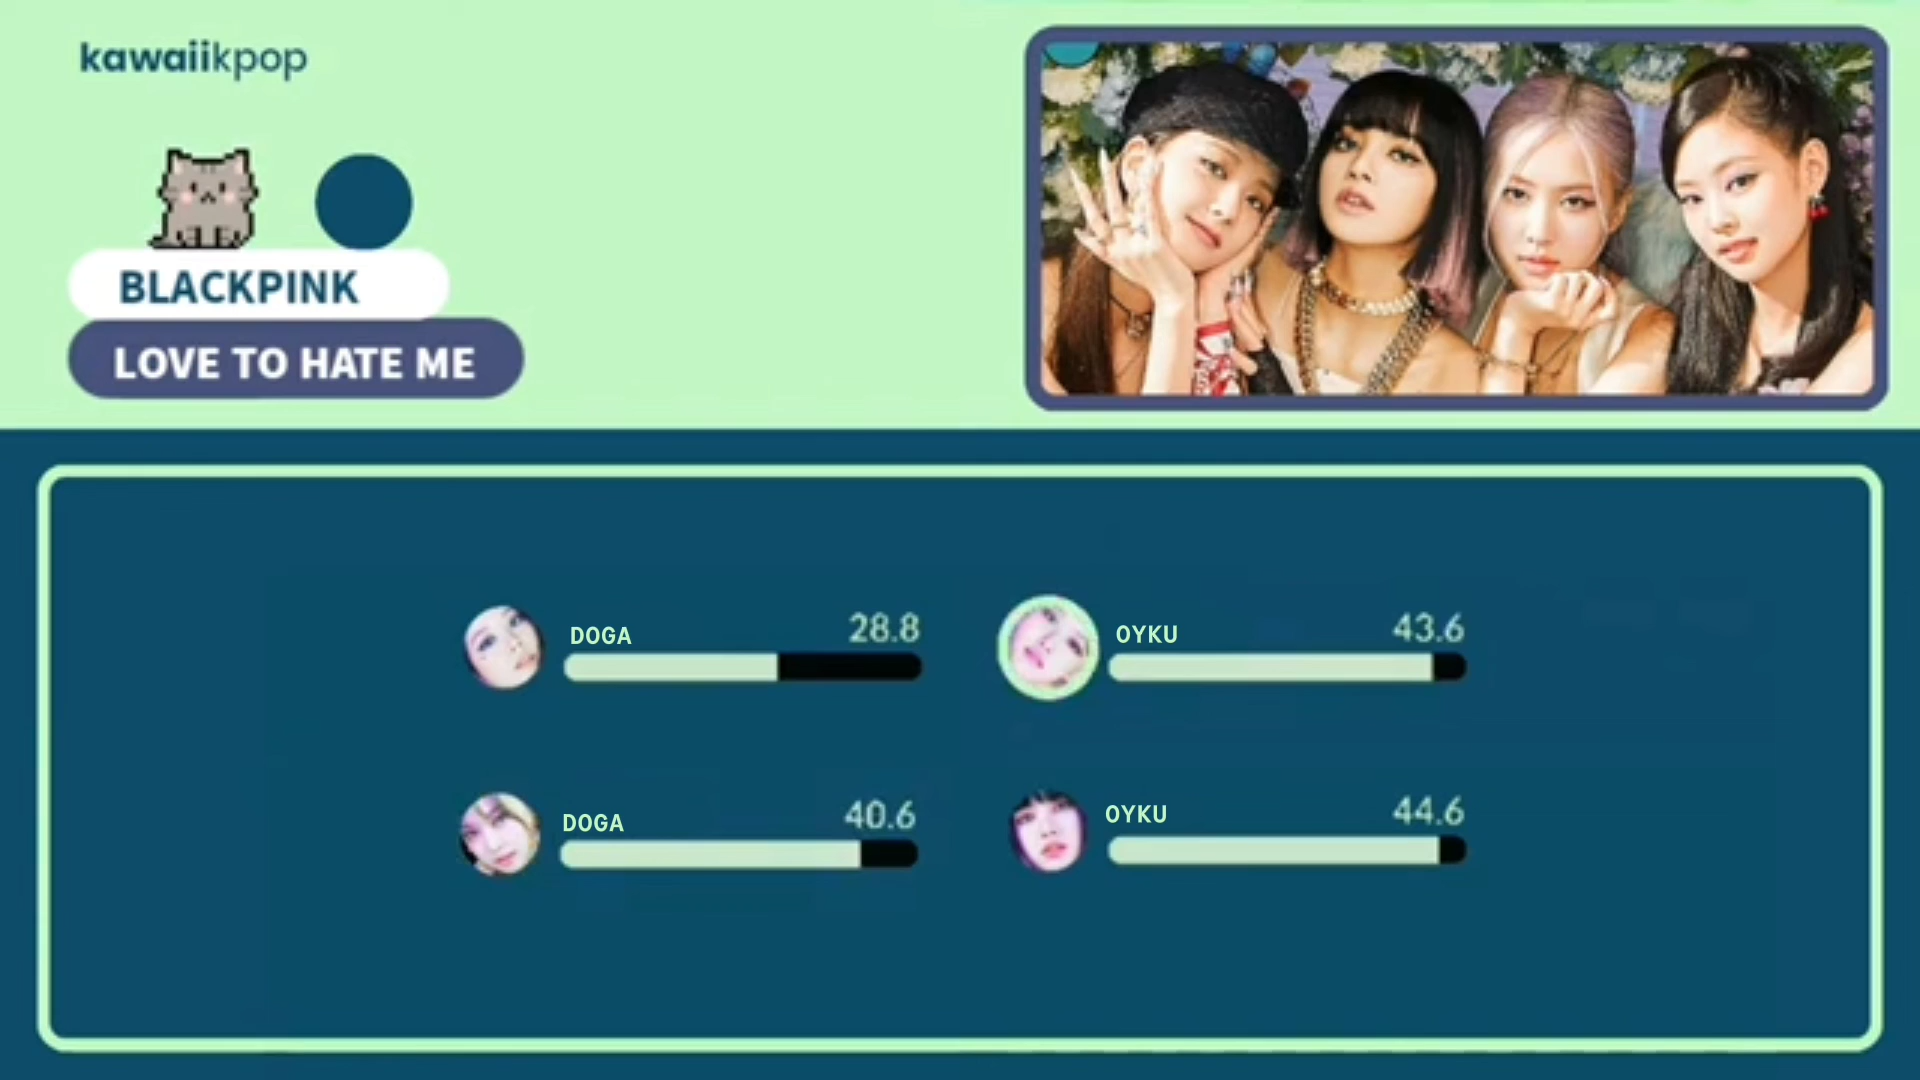 kawaiikpop
BLACKPINK
LOVE TO HATE ME
DOGA 28.8
OYKU 43.6
DOGA 40.6
OYKU 44.6